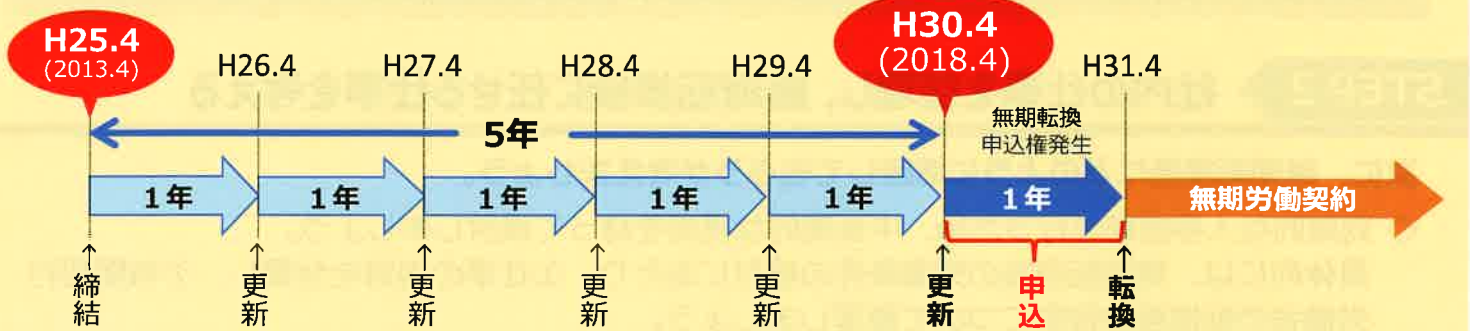 H25.4
(2013.4)
H26.4
H27.4
H28.4
H29.4
H30.4
(2018.4)
H31.4
5年
無期転換
申込権発生
1年
1年
1年
1年
1年
1年
無期労働契約
↑締結
↑更新
↑更新
↑更新
↑更新
↑更新
申込
↑転換